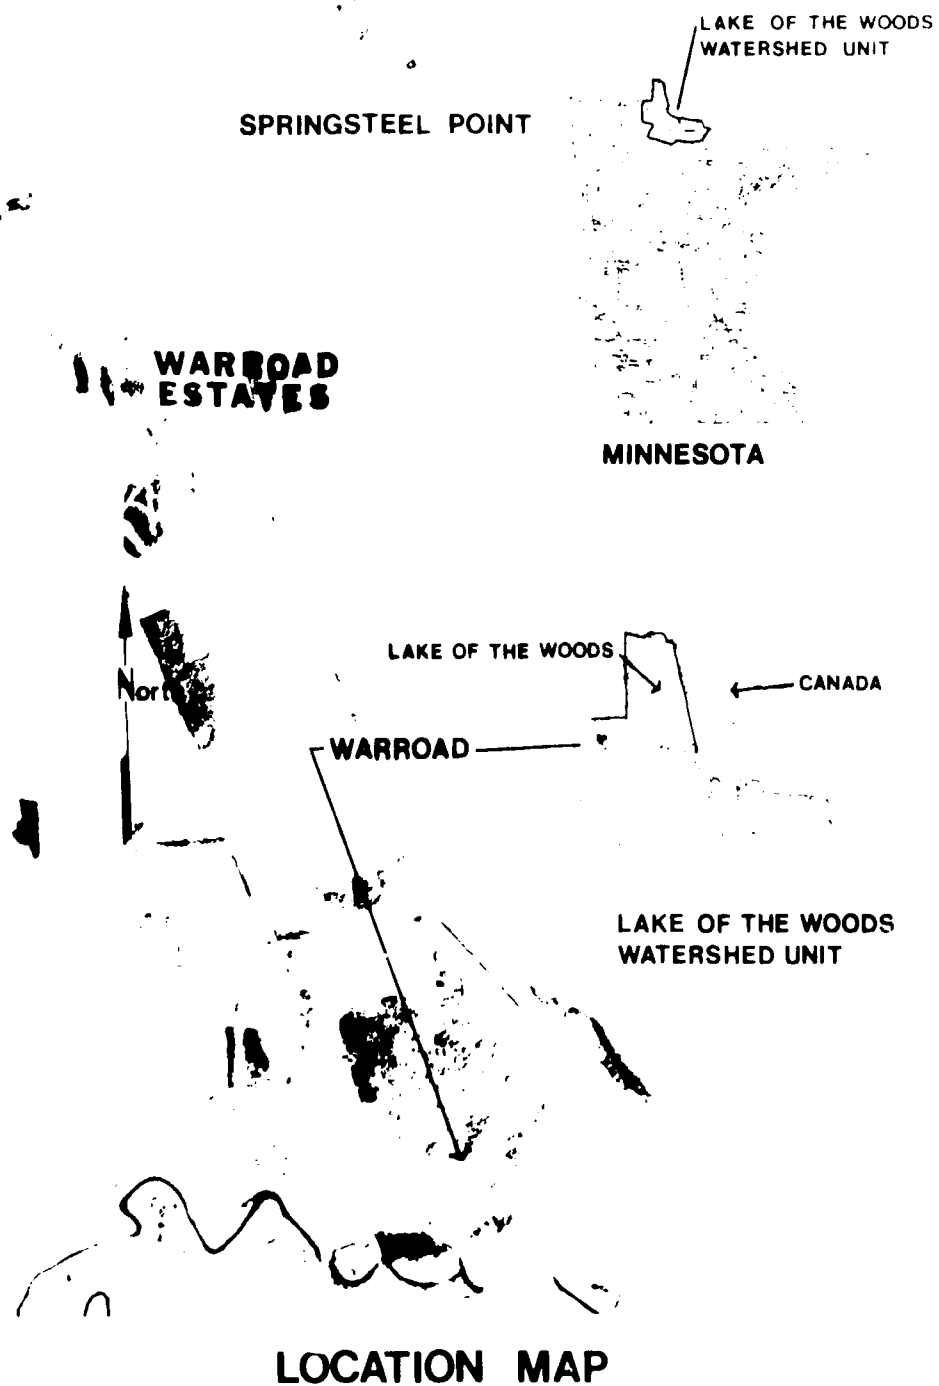 LAKE OF THE WOODS
WATERSHED UNIT
SPRINGSTEEL POINT
WARROAD
ESTATES
MINNESOTA
North
LAKE OF THE WOODS
CANADA
WARROAD
LAKE OF THE WOODS
WATERSHED UNIT
LOCATION MAP